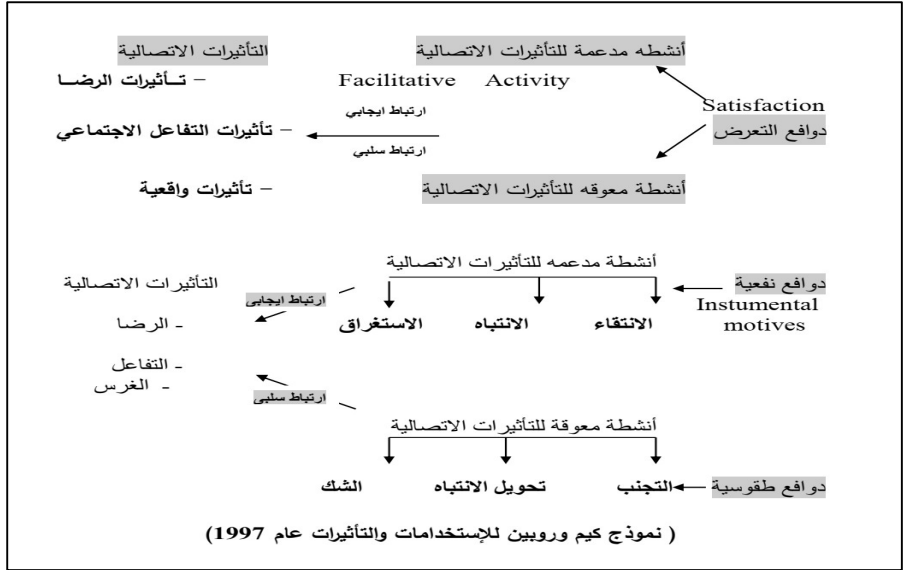 أنشطه مدعمة للتأثيرات الاتصالية
التأثيرات الاتصالية
Facilitative Activity
– تـأثيرات الرضـا
ارتباط ايجابي
Satisfaction
دوافع التعرض
– تأثيرات التفاعل الاجتماعي
ارتباط سلبي
أنشطة معوقه للتأثيرات الاتصالية
– تأثيرات واقعية
أنشطة مدعمه للتأثيرات الاتصالية
دوافع نفعية
Instumental
motives
التأثيرات الاتصالية
ارتباط ايجابى
الانتقاء الانتباه الاستغراق
- الرضا
- التفاعل
- الغرس
ارتباط سلبى
أنشطة معوقة للتأثيرات الاتصالية
دوافع طقوسية
التجنب تحويل الانتباه الشك
( نموذج كيم وروبين للإستخدامات والتأثيرات عام 1997)